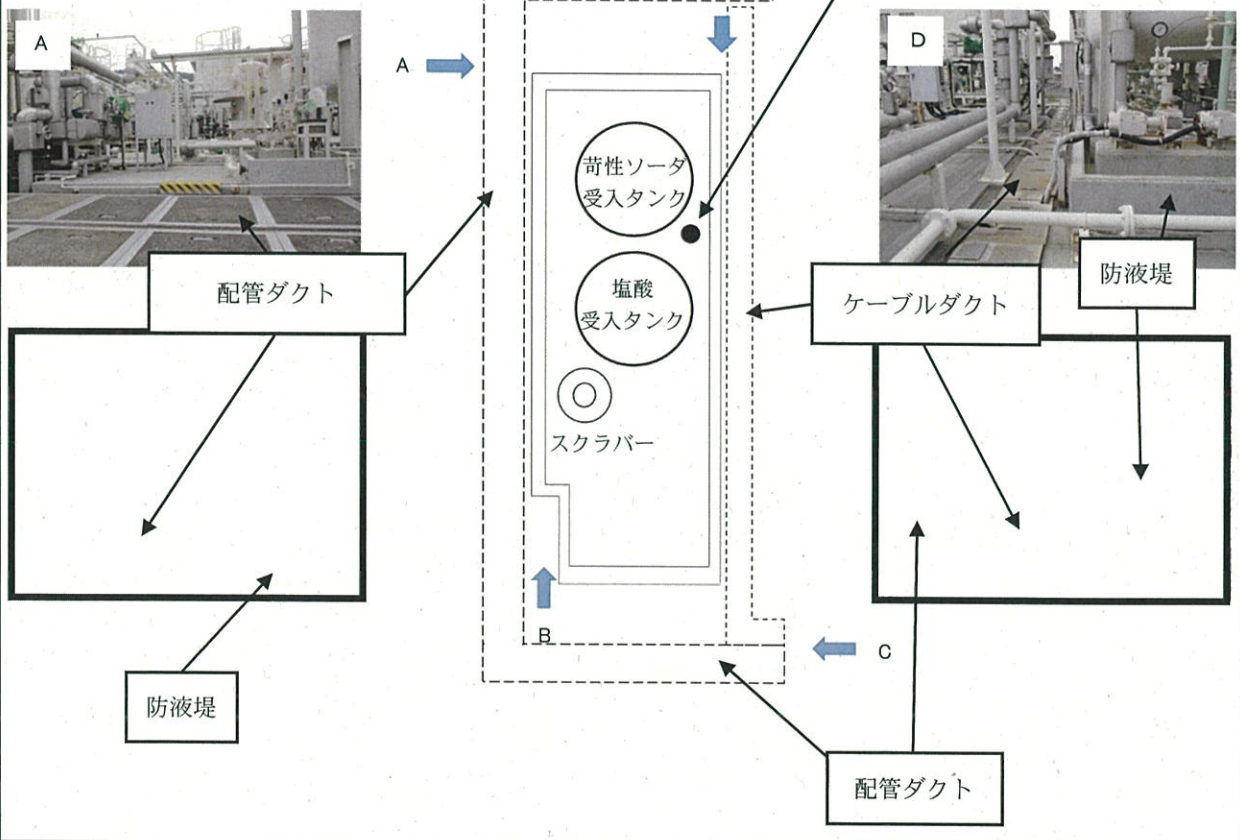 A
A
D
苛性ソーダ
受入タンク
配管ダクト
塩酸
受入タンク
ケーブルダクト
防液堤
スクラバー
B
C
防液堤
配管ダクト